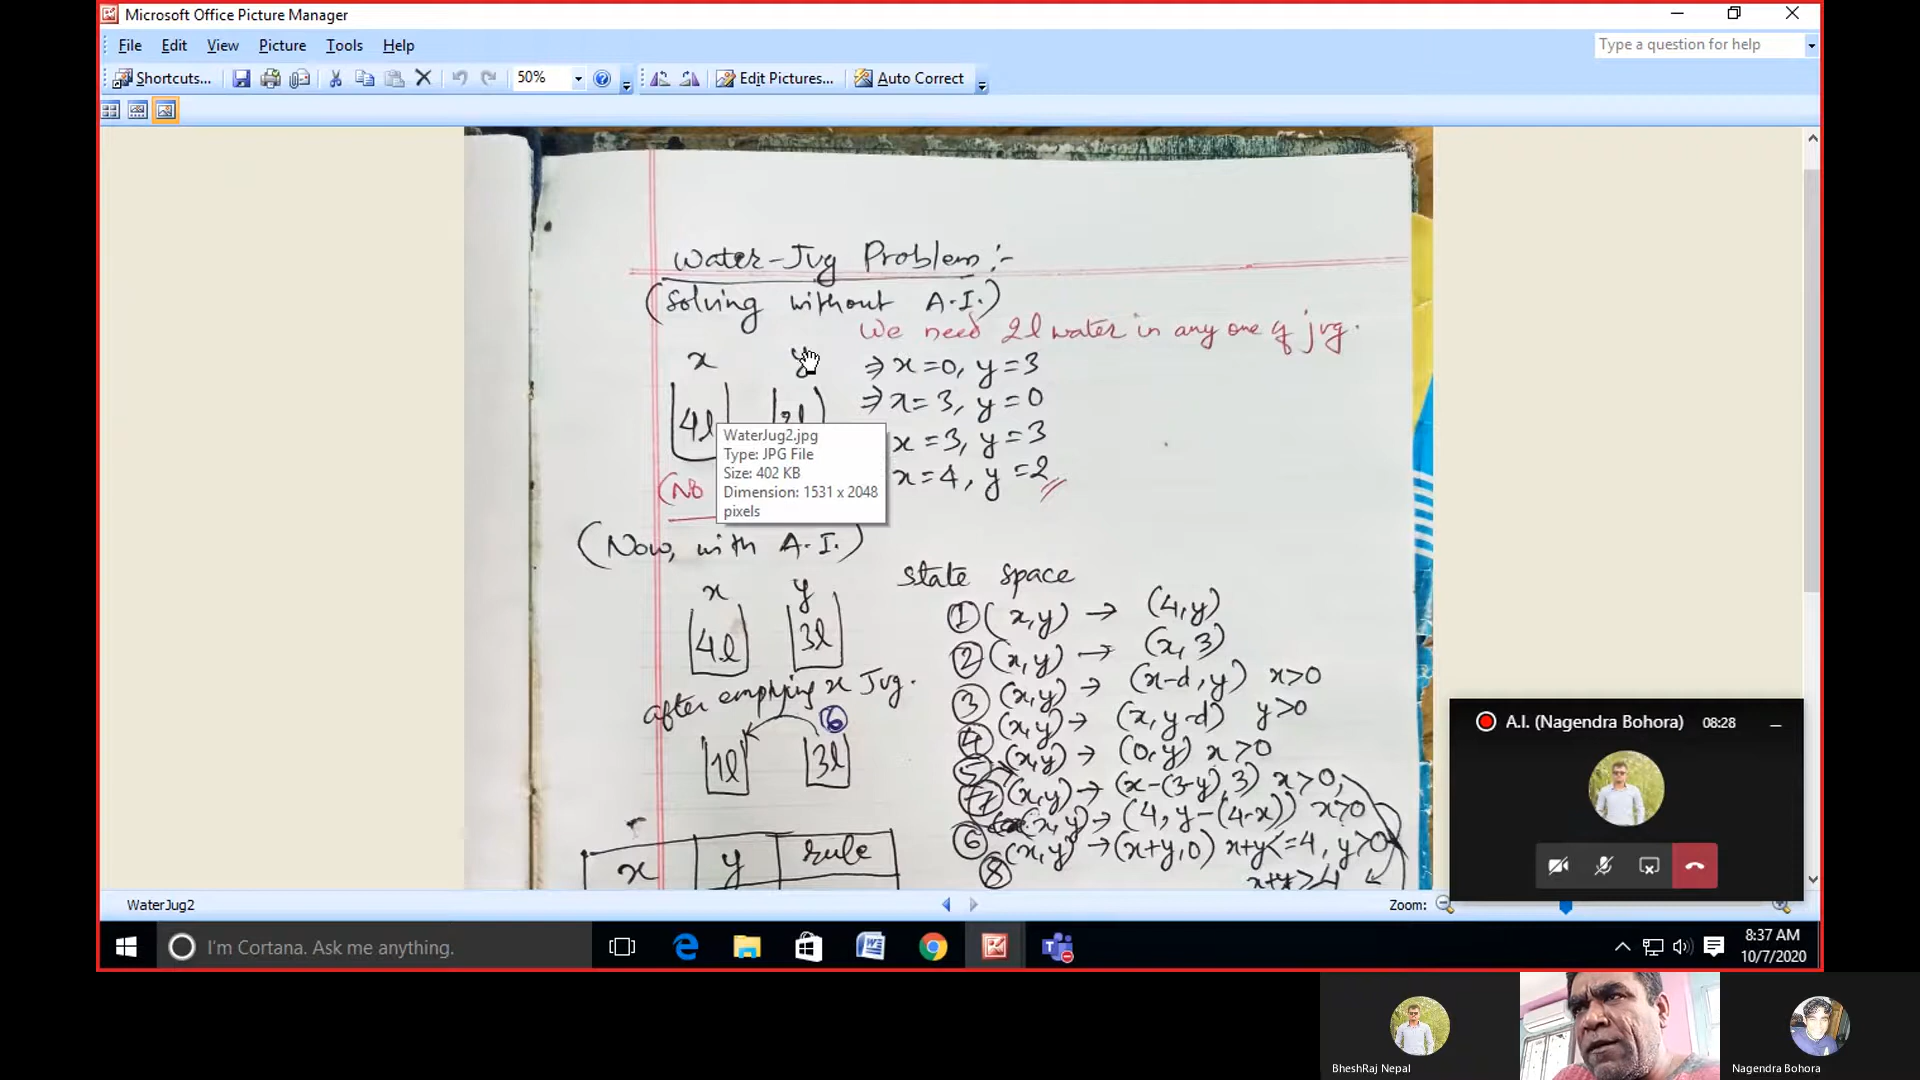 Microsoft Office Picture Manager
File Edit View Picture Tools Help
Type a question for help
Shortcuts...
50%
Edit Pictures...
Auto Correct
Water-Jug Problem :-
(Solving without A.I.)
We need 2l water in any one of jug.
x y
⇒ x=0, y=3
4l
⇒ x=3, y=0
x=3, y=3
(No
x=4, y=2
WaterJug2.jpg
Type: JPG File
Size: 402 KB
Dimension: 1531 x 2048
pixels
(Now, with A.I.)
x y
4l 3l
after emptying x Jug.
6
1l 3l
x y rule
state space
① (x,y) → (4,y)
② (x,y) → (x,3)
③ (x,y) → (x-d,y) x>0
④ (x,y) → (x,y-d) y>0
⑤ (x,y) → (0,y) x>0
⑦ (x,y) → (x-(3-y),3) x>0,
(x,y) → (4,y-(4-x)) x>0
⑥ (x,y) → (x+y,0) x+y<=4, y>0
⑧ x+y>4
A.I. (Nagendra Bohora) 08:28
WaterJug2
Zoom:
I'm Cortana. Ask me anything.
8:37 AM
10/7/2020
BheshRaj Nepal
Nagendra Bohora